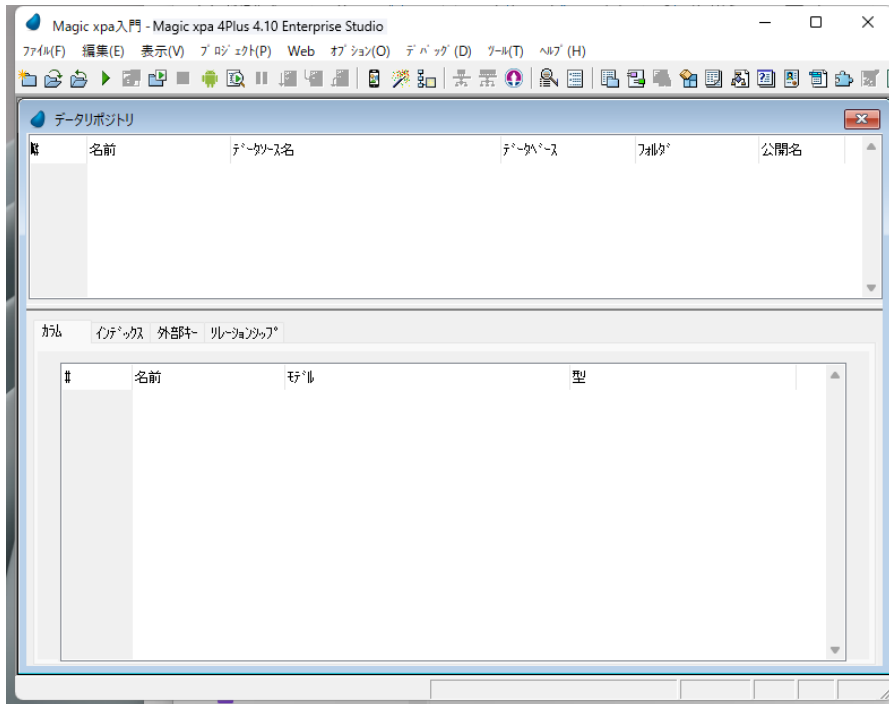 Magic xpa入門 - Magic xpa 4Plus 4.10 Enterprise Studio
ﾌｧｲﾙ(F) 編集(E) 表示(V) ﾌﾟﾛｼﾞｪｸﾄ(P) Web ｵﾌﾟｼｮﾝ(O) ﾃﾞﾊﾞｯｸﾞ(D) ﾂｰﾙ(T) ﾍﾙﾌﾟ(H)
データリポジトリ
# 名前 ﾃﾞｰﾀｿｰｽ名 ﾃﾞｰﾀﾍﾞｰｽ ﾌｫﾙﾀﾞ 公開名
ｶﾗﾑ ｲﾝﾃﾞｯｸｽ 外部ｷｰ ﾘﾚｰｼｮﾝｼｯﾌﾟ
# 名前 ﾓﾃﾞﾙ 型